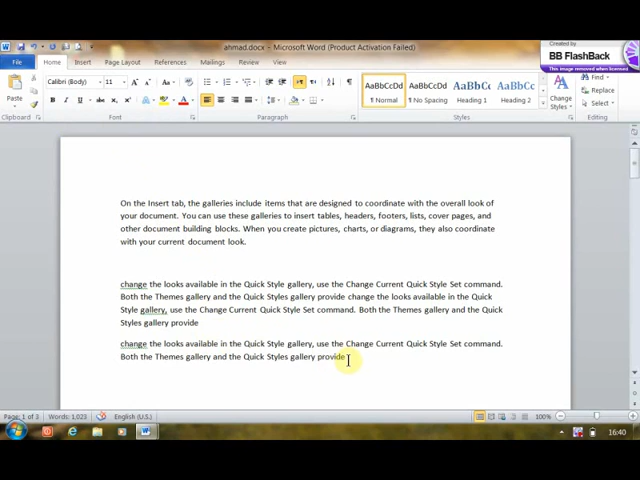 ahmad.docx - Microsoft Word (Product Activation Failed)
Created by
BB FlashBack
This image removed when licensed
File Home Insert Page Layout References Mailings Review View
Paste
Calibri (Body) 11
B I U
AaBbCcDd AaBbCcDd AaBbCc AaBbCc
¶ Normal ¶ No Spacing Heading 1 Heading 2
Change
Styles
Find
Replace
Select
Clipboard Font Paragraph Styles Editing
On the Insert tab, the galleries include items that are designed to coordinate with the overall look of
your document. You can use these galleries to insert tables, headers, footers, lists, cover pages, and
other document building blocks. When you create pictures, charts, or diagrams, they also coordinate
with your current document look.
change the looks available in the Quick Style gallery, use the Change Current Quick Style Set command.
Both the Themes gallery and the Quick Styles gallery provide change the looks available in the Quick
Style gallery, use the Change Current Quick Style Set command. Both the Themes gallery and the Quick
Styles gallery provide
change the looks available in the Quick Style gallery, use the Change Current Quick Style Set command.
Both the Themes gallery and the Quick Styles gallery provide
Page: 1 of 3 Words: 1,023 English (U.S.) 100%
16:40